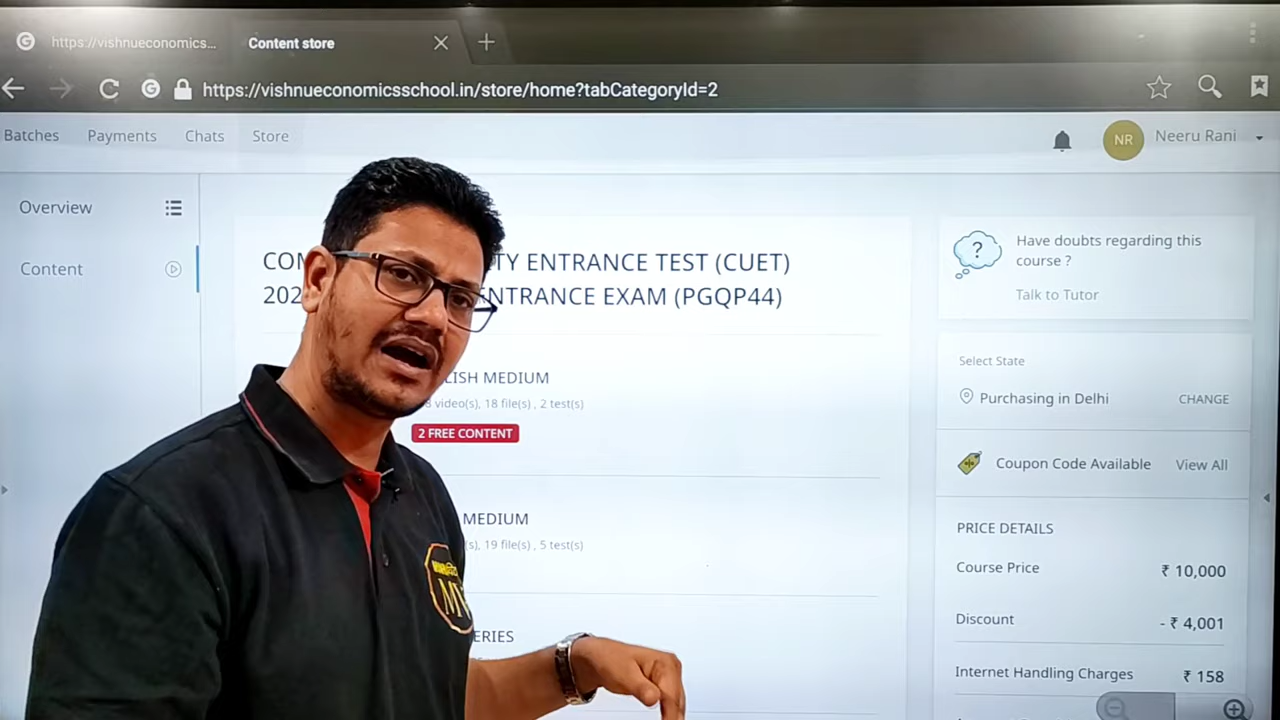 https://vishnueconomics...
Content store
https://vishnueconomicsschool.in/store/home?tabCategoryId=2
Batches
Payments
Chats
Store
NR
Neeru Rani
Overview
Content
COM TY ENTRANCE TEST (CUET)
202 NTRANCE EXAM (PGQP44)
LISH MEDIUM
8 video(s), 18 file(s) , 2 test(s)
2 FREE CONTENT
MEDIUM
(s), 19 file(s) , 5 test(s)
ERIES
?
Have doubts regarding this
course ?
Talk to Tutor
Select State
Purchasing in Delhi
CHANGE
Coupon Code Available
View All
PRICE DETAILS
Course Price
₹ 10,000
Discount
- ₹ 4,001
Internet Handling Charges
₹ 158